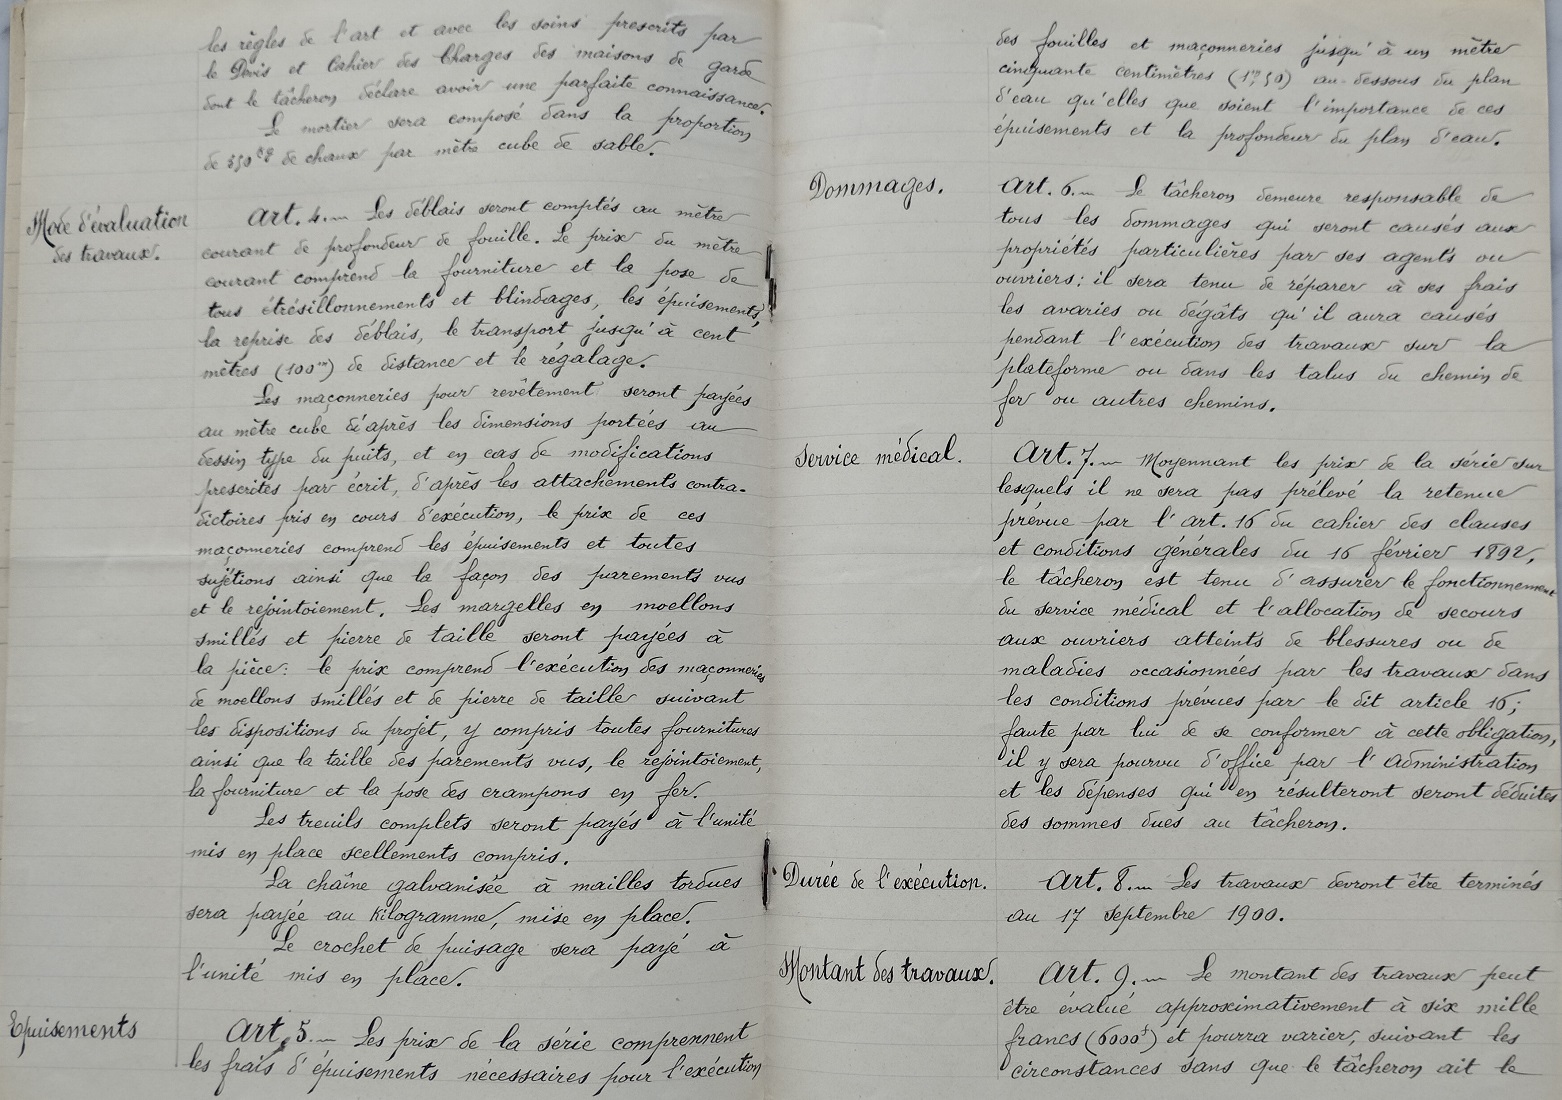 les règles de l'art et avec les soins prescrits par
le Devis et Cahier des Charges des maisons de garde
dont le tâcheron déclare avoir une parfaite connaissance.
Le mortier sera composé dans la proportion
de 350 kg de chaux par mètre cube de sable.
Mode d'évaluation
des travaux.
Art. 4.— Les déblais seront comptés au mètre
courant de profondeur de fouille. Le prix du mètre
courant comprend la fourniture et la pose de
tous étrésillonnements et blindages, les épuisements,
la reprise des déblais, le transport jusqu'à cent
mètres (100m) de distance et le régalage.
Les maçonneries pour revêtement seront payées
au mètre cube d'après les dimensions portées au
dessin type du puits, et en cas de modifications
prescrites par écrit, d'après les attachements contra-
dictoires pris en cours d'exécution, le prix de ces
maçonneries comprend les épuisements et toutes
sujétions ainsi que la façon des parements vus
et le rejointoiement. Les margelles en moellons
smillés et pierre de taille seront payées à
la pièce: le prix comprend l'exécution des maçonneries
de moellons smillés et de pierre de taille suivant
les dispositions du projet, y compris toutes fournitures
ainsi que la taille des parements vus, le rejointoiement,
la fourniture et la pose des crampons en fer.
Les treuils complets seront payés à l'unité
mis en place scellements compris.
La chaîne galvanisée à mailles tordues
sera payée au kilogramme, mise en place.
Le crochet de puisage sera payé à
l'unité mis en place.
Epuisements
Art. 5.— Les prix de la série comprennent
les frais d'épuisements nécessaires pour l'exécution
des fouilles et maçonneries jusqu'à un mètre
cinquante centimètres (1m,50) au-dessous du plan
d'eau qu'elles que soient l'importance de ces
épuisements et la profondeur du plan d'eau.
Dommages.
Art. 6.— Le tâcheron demeure responsable de
tous les dommages qui seront causés aux
propriétés particulières par ses agents ou
ouvriers; il sera tenu de réparer à ses frais
les avaries ou dégâts qu'il aura causés
pendant l'exécution des travaux sur la
plateforme ou dans les talus du chemin de
fer ou autres chemins.
Service médical.
Art. 7.— Moyennant les prix de la série sur
lesquels il ne sera pas prélevé la retenue
prévue par l'art. 16 du cahier des clauses
et conditions générales du 16 février 1892,
le tâcheron est tenu d'assurer le fonctionnement
du service médical et l'allocation de secours
aux ouvriers atteints de blessures ou de
maladies occasionnées par les travaux dans
les conditions prévues par le dit article 16;
faute par lui de se conformer à cette obligation,
il y sera pourvu d'office par l'Administration
et les dépenses qui en résulteront seront déduites
des sommes dues au tâcheron.
Durée de l'exécution.
Art. 8.— Les travaux devront être terminés
au 17 Septembre 1900.
Montant des travaux.
Art. 9.— Le montant des travaux peut
être évalué approximativement à six mille
francs (6000f) et pourra varier, suivant les
circonstances sans que le tâcheron ait le